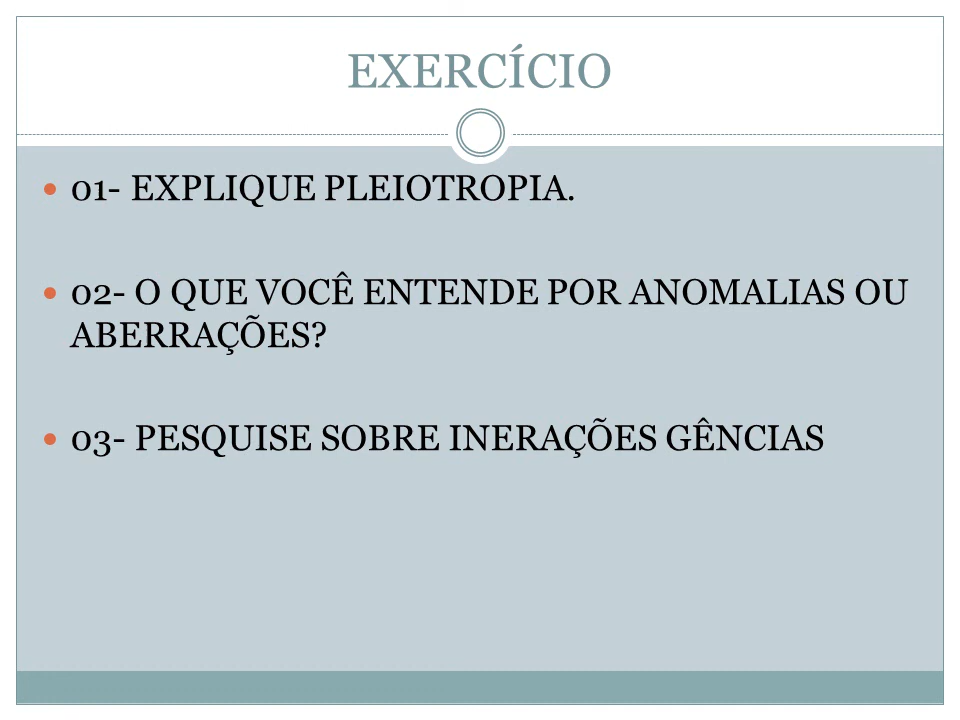 EXERCÍCIO
01- EXPLIQUE PLEIOTROPIA.
02- O QUE VOCÊ ENTENDE POR ANOMALIAS OU
ABERRAÇÕES?
03- PESQUISE SOBRE INERAÇÕES GÊNCIAS